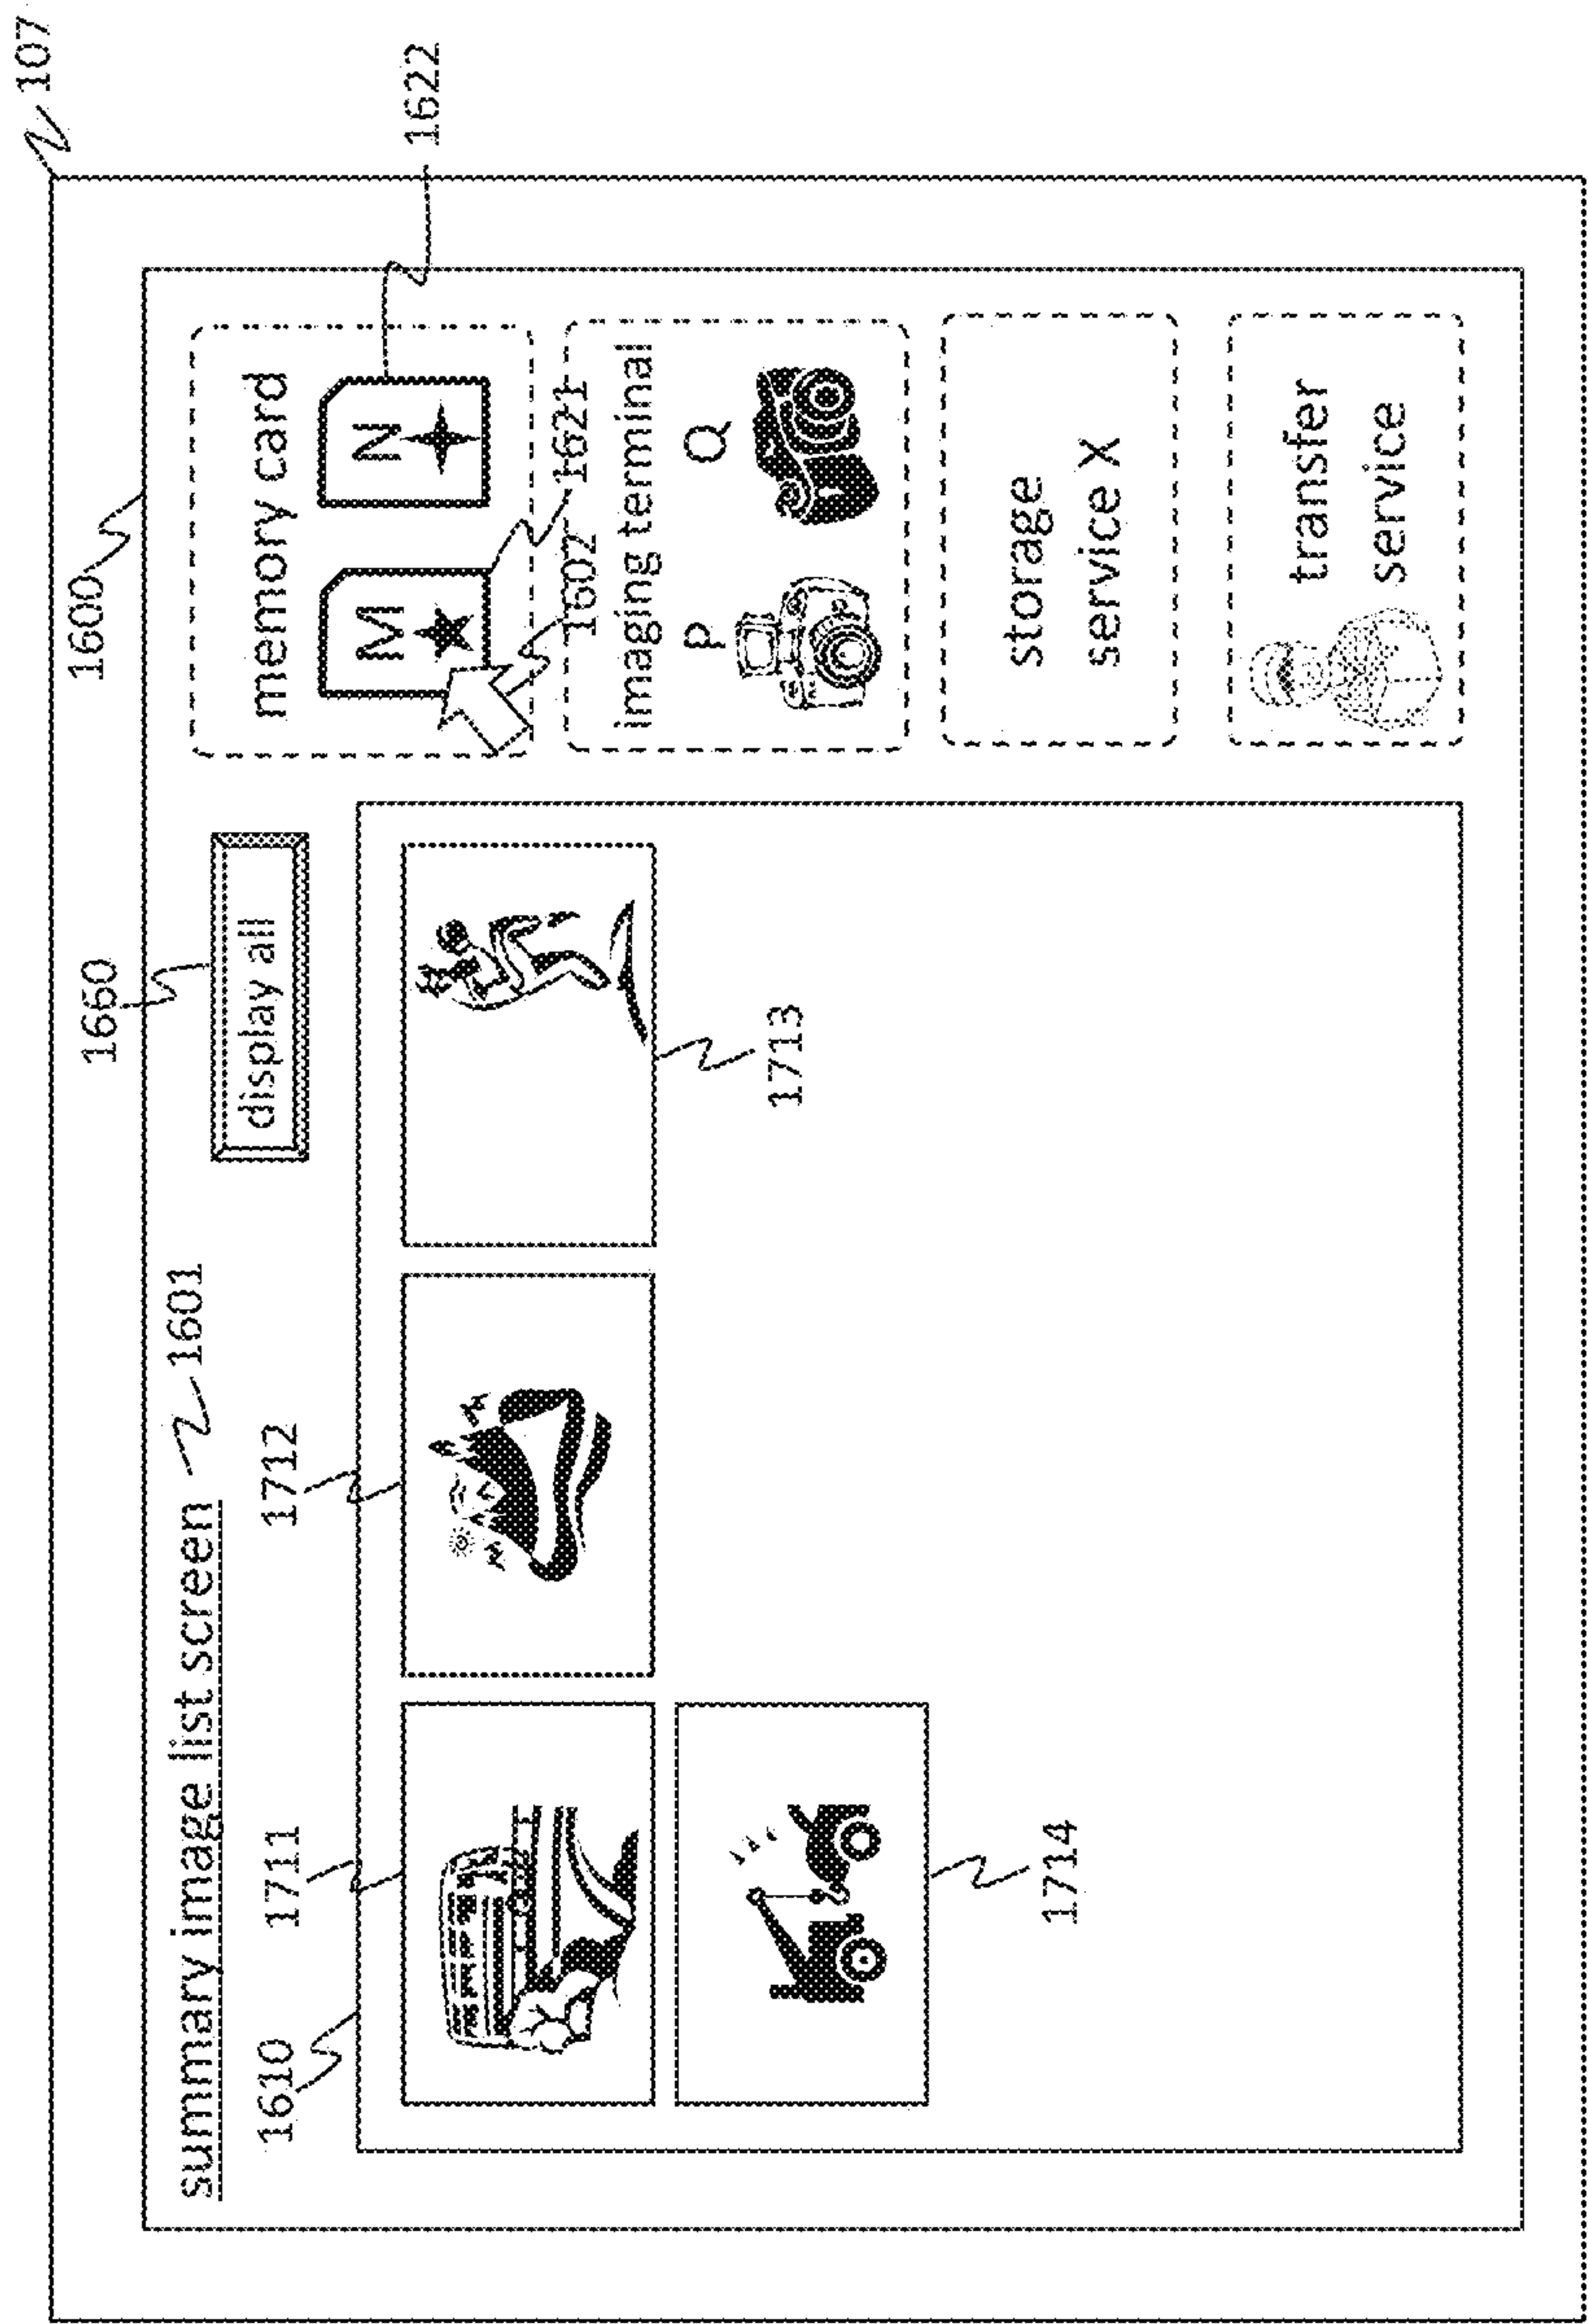 107
1600
1660
summary image list screen
1601
display all
memory card
M
N
1622
1621
1602
1610
1711
1712
1713
1714
imaging terminal
P
Q
storage
service X
transfer
service